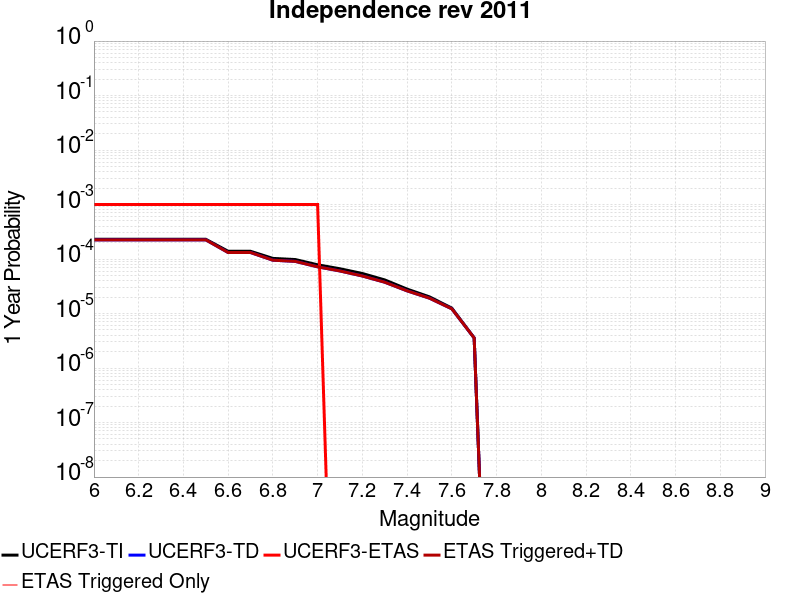 Independence rev 2011
10^0
10^-1
10^-2
10^-3
10^-4
10^-5
10^-6
10^-7
10^-8
1 Year Probability
6 6.2 6.4 6.6 6.8 7 7.2 7.4 7.6 7.8 8 8.2 8.4 8.6 8.8 9
Magnitude
UCERF3-TI UCERF3-TD UCERF3-ETAS ETAS Triggered+TD
ETAS Triggered Only